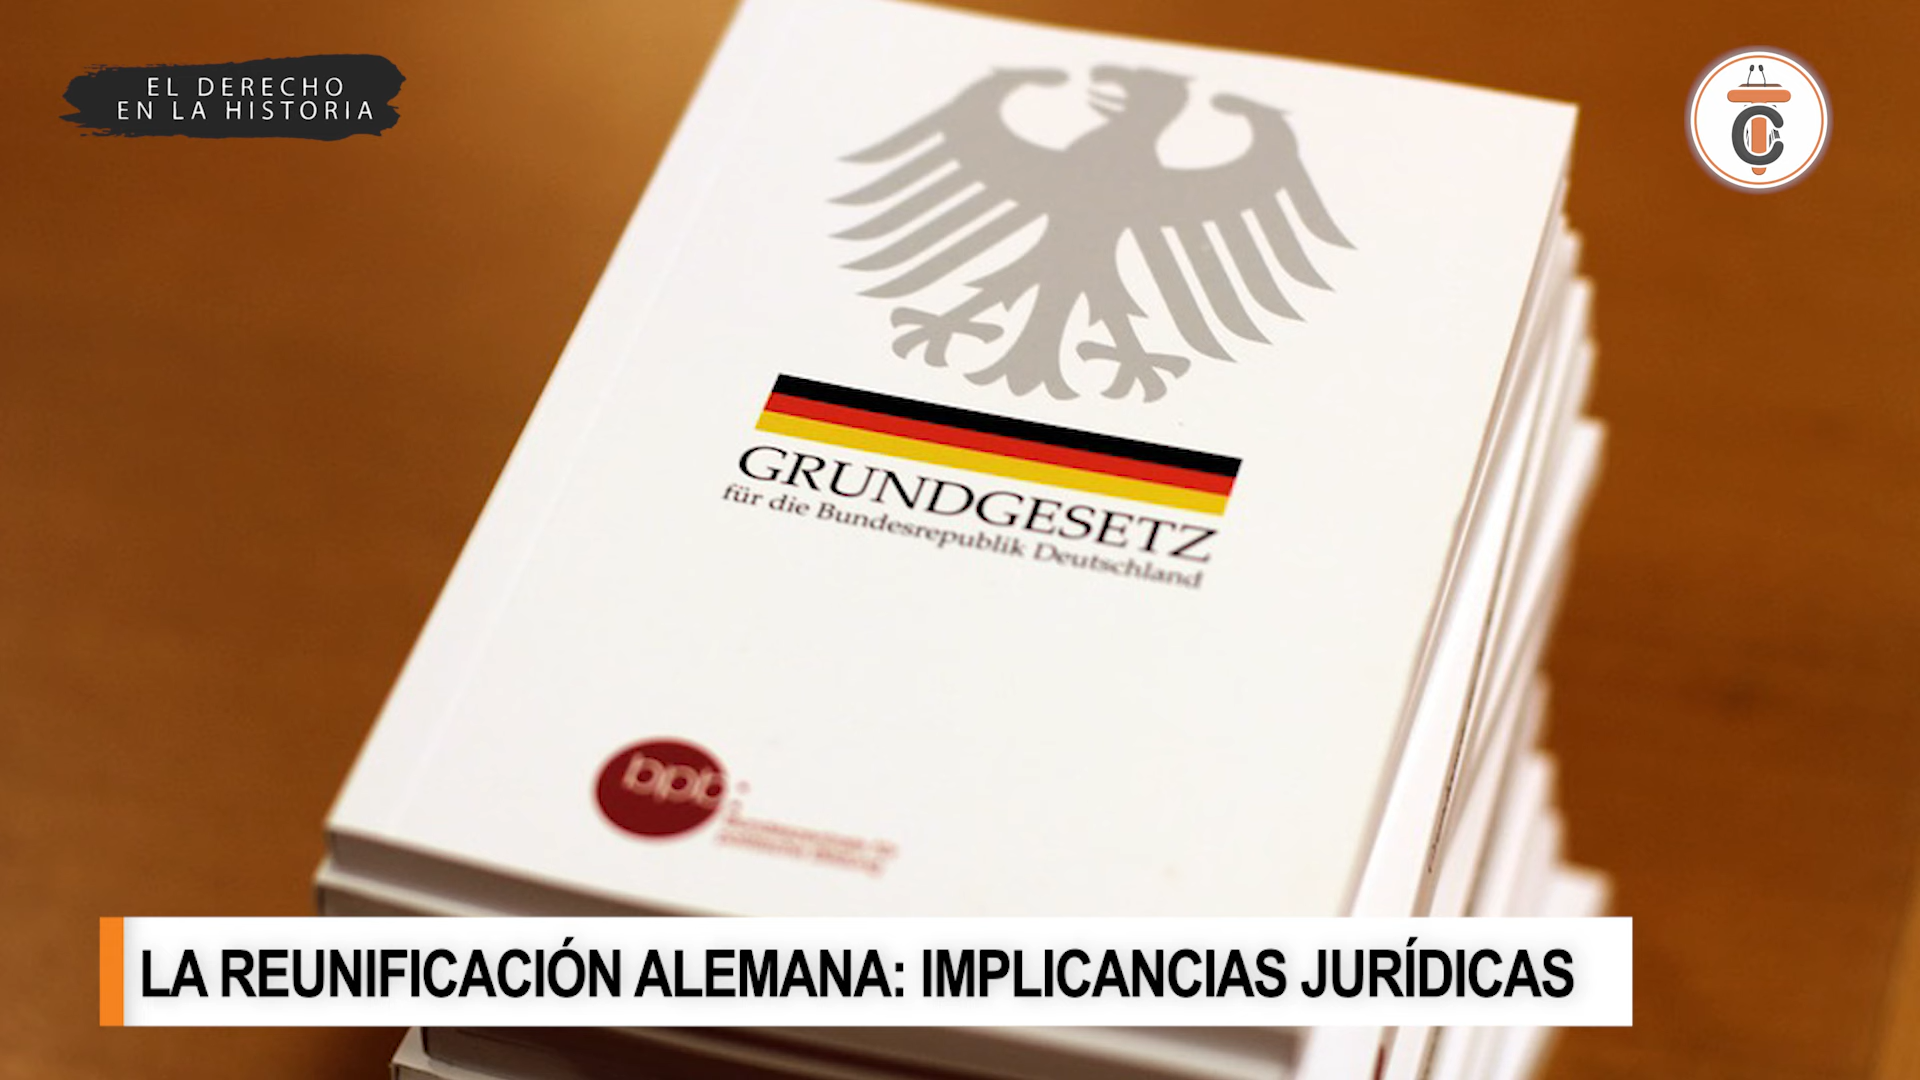 EL DERECHO
EN LA HISTORIA
C
GRUNDGESETZ
für die Bundesrepublik Deutschland
bpb
LA REUNIFICACIÓN ALEMANA: IMPLICANCIAS JURÍDICAS